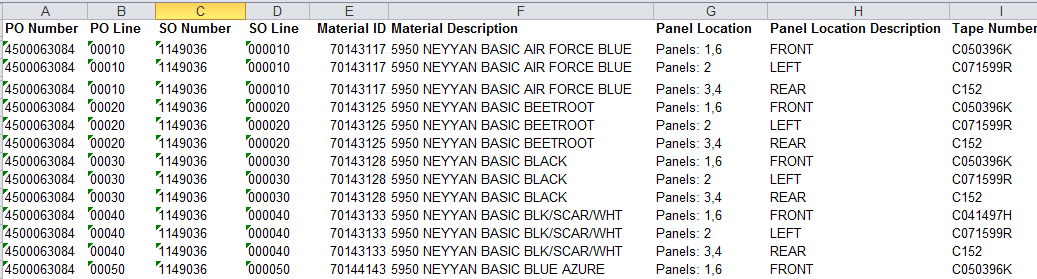 A B C D E F G H I
PO Number PO Line SO Number SO Line Material ID Material Description Panel Location Panel Location Description Tape Number
4500063084 00010 1149036 000010 70143117 5950 NEYYAN BASIC AIR FORCE BLUE Panels: 1,6 FRONT C050396K
4500063084 00010 1149036 000010 70143117 5950 NEYYAN BASIC AIR FORCE BLUE Panels: 2 LEFT C071599R
4500063084 00010 1149036 000010 70143117 5950 NEYYAN BASIC AIR FORCE BLUE Panels: 3,4 REAR C152
4500063084 00020 1149036 000020 70143125 5950 NEYYAN BASIC BEETROOT Panels: 1,6 FRONT C050396K
4500063084 00020 1149036 000020 70143125 5950 NEYYAN BASIC BEETROOT Panels: 2 LEFT C071599R
4500063084 00020 1149036 000020 70143125 5950 NEYYAN BASIC BEETROOT Panels: 3,4 REAR C152
4500063084 00030 1149036 000030 70143128 5950 NEYYAN BASIC BLACK Panels: 1,6 FRONT C050396K
4500063084 00030 1149036 000030 70143128 5950 NEYYAN BASIC BLACK Panels: 2 LEFT C071599R
4500063084 00030 1149036 000030 70143128 5950 NEYYAN BASIC BLACK Panels: 3,4 REAR C152
4500063084 00040 1149036 000040 70143133 5950 NEYYAN BASIC BLK/SCAR/WHT Panels: 1,6 FRONT C041497H
4500063084 00040 1149036 000040 70143133 5950 NEYYAN BASIC BLK/SCAR/WHT Panels: 2 LEFT C071599R
4500063084 00040 1149036 000040 70143133 5950 NEYYAN BASIC BLK/SCAR/WHT Panels: 3,4 REAR C152
4500063084 00050 1149036 000050 70144143 5950 NEYYAN BASIC BLUE AZURE Panels: 1,6 FRONT C050396K